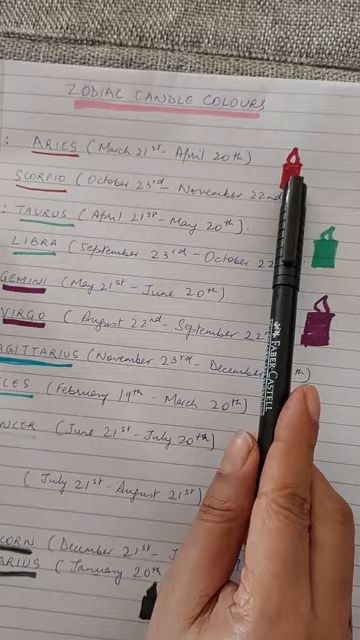 ZODIAC CANDLE COLOURS
: ARIES (March 21st - April 20th)
SCORPIO (October 23rd - November 22nd
: TAURUS (April 21st - May 20th).
LIBRA (September 23rd - October 22
GEMINI (May 21st - June 20th).
VIRGO (August 22nd - September 22
AGITTARIUS (November 23rd - December th)
CES (February 19th - March 20th)
NCER (June 21st - July 20th)
(July 21st - August 21st)
CORN (December 21st - J
ARIUS (January 20th
FABER-CASTELL